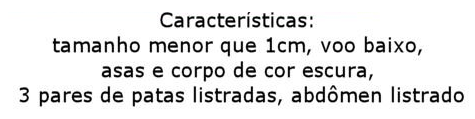 Características:
tamanho menor que 1cm, voo baixo,
asas e corpo de cor escura,
3 pares de patas listradas, abdômen listrado